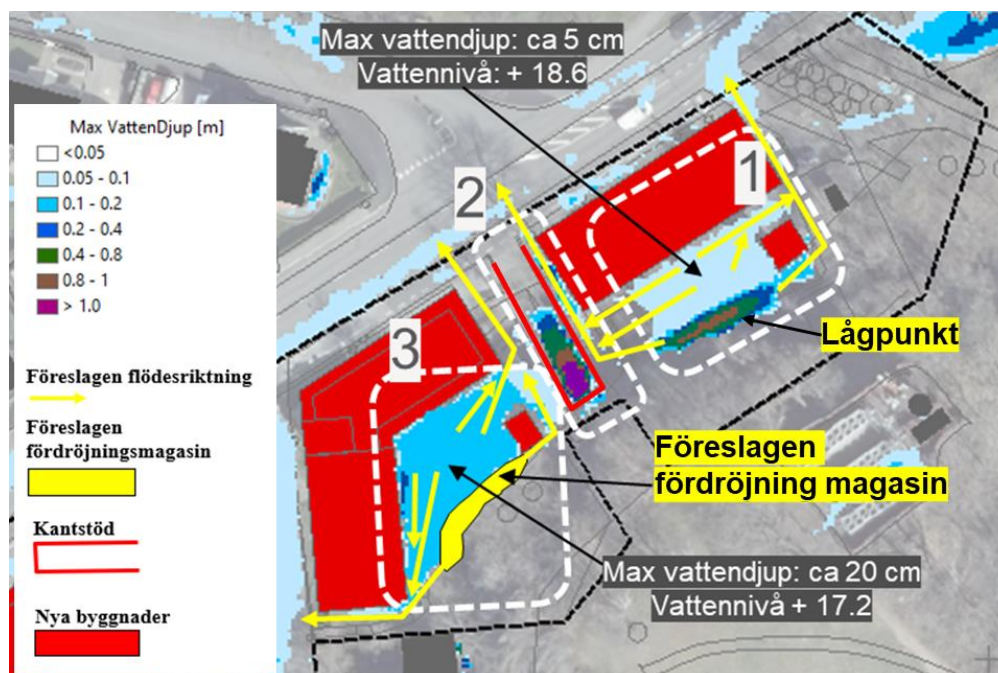 Max vattendjup: ca 5 cm
Vattennivå: + 18.6
Max VattenDjup [m]
<0.05
0.05 - 0.1
0.1 - 0.2
0.2 - 0.4
0.4 - 0.8
0.8 - 1
> 1.0
Föreslagen flödesriktning
Föreslagen
fördröjningsmagasin
Kantstöd
Nya byggnader
1
2
3
Lågpunkt
Föreslagen
fördröjning magasin
Max vattendjup: ca 20 cm
Vattennivå + 17.2